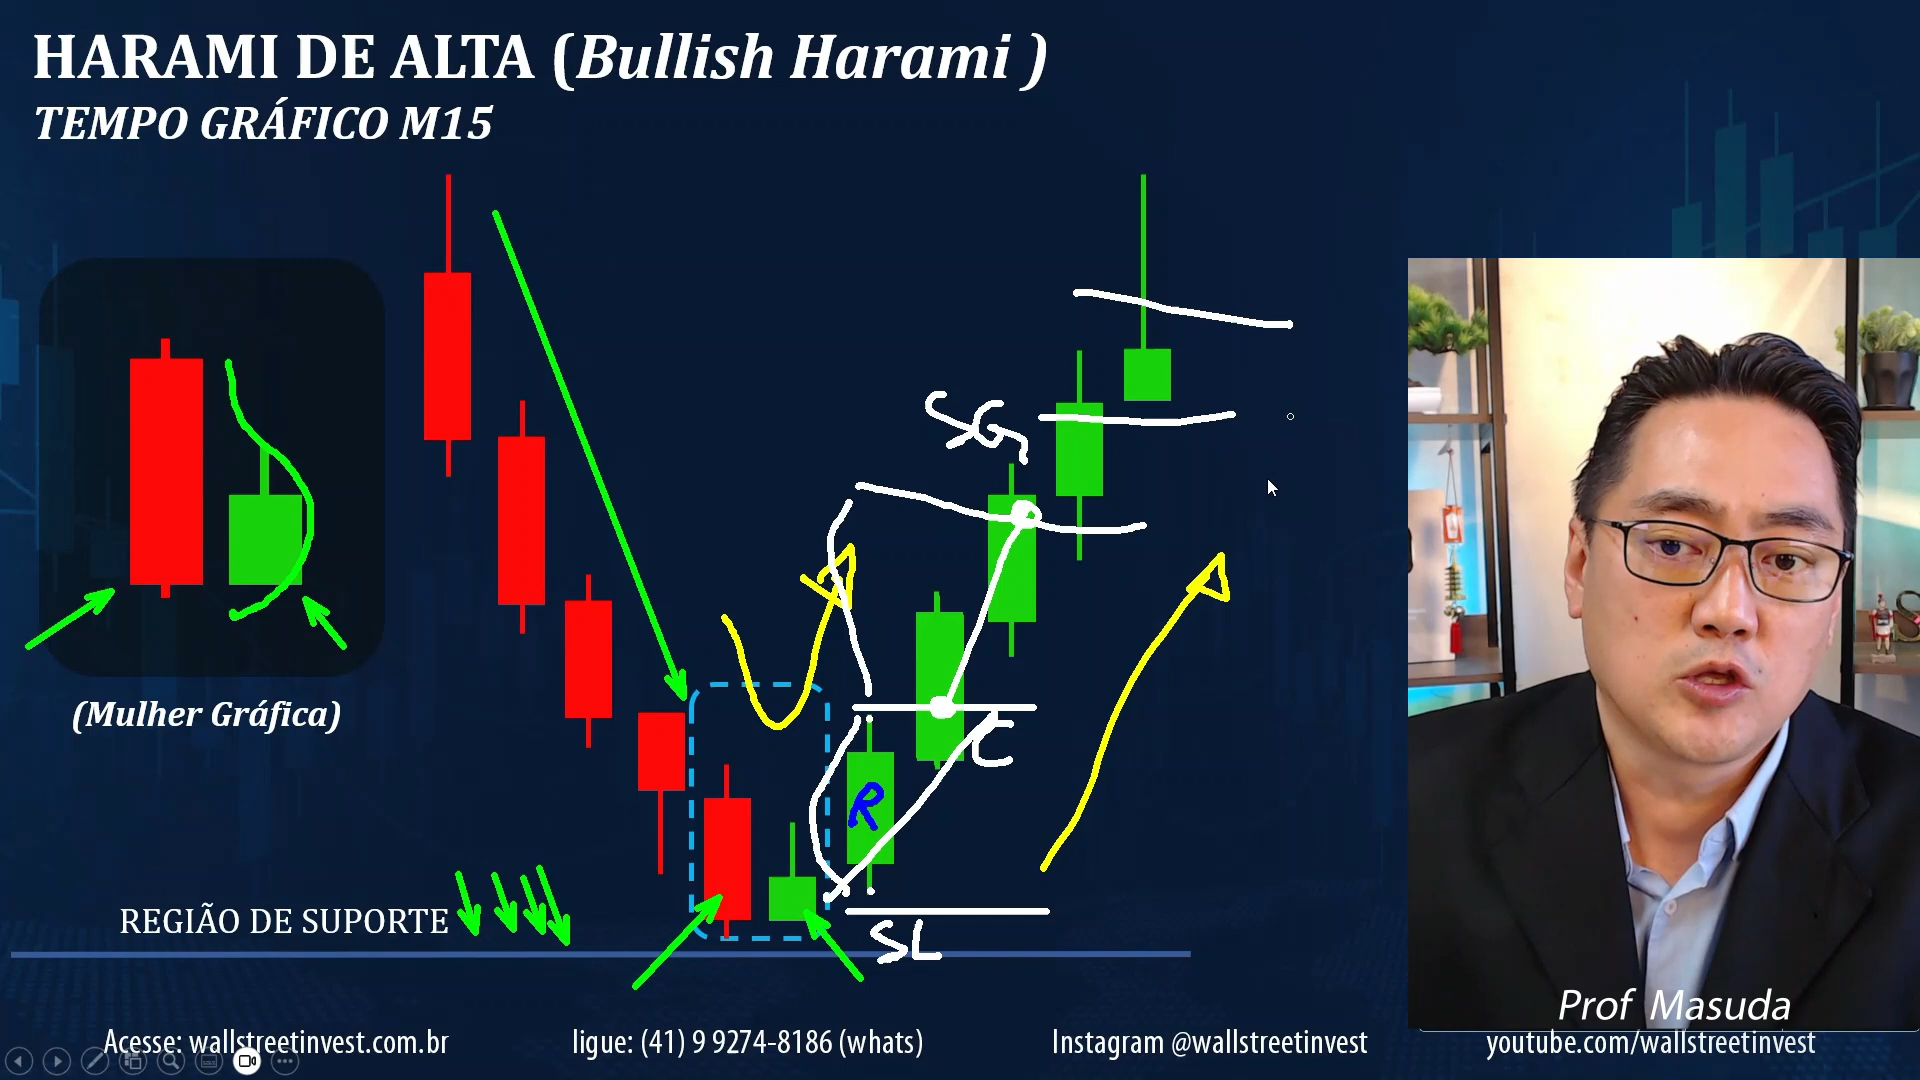 HARAMI DE ALTA (Bullish Harami )
TEMPO GRÁFICO M15
(Mulher Gráfica)
SG
C
R
REGIÃO DE SUPORTE
SL
Prof Masuda
Acesse: wallstreetinvest.com.br
ligue: (41) 9 9274-8186 (whats)
Instagram @wallstreetinvest
youtube.com/wallstreetinvest